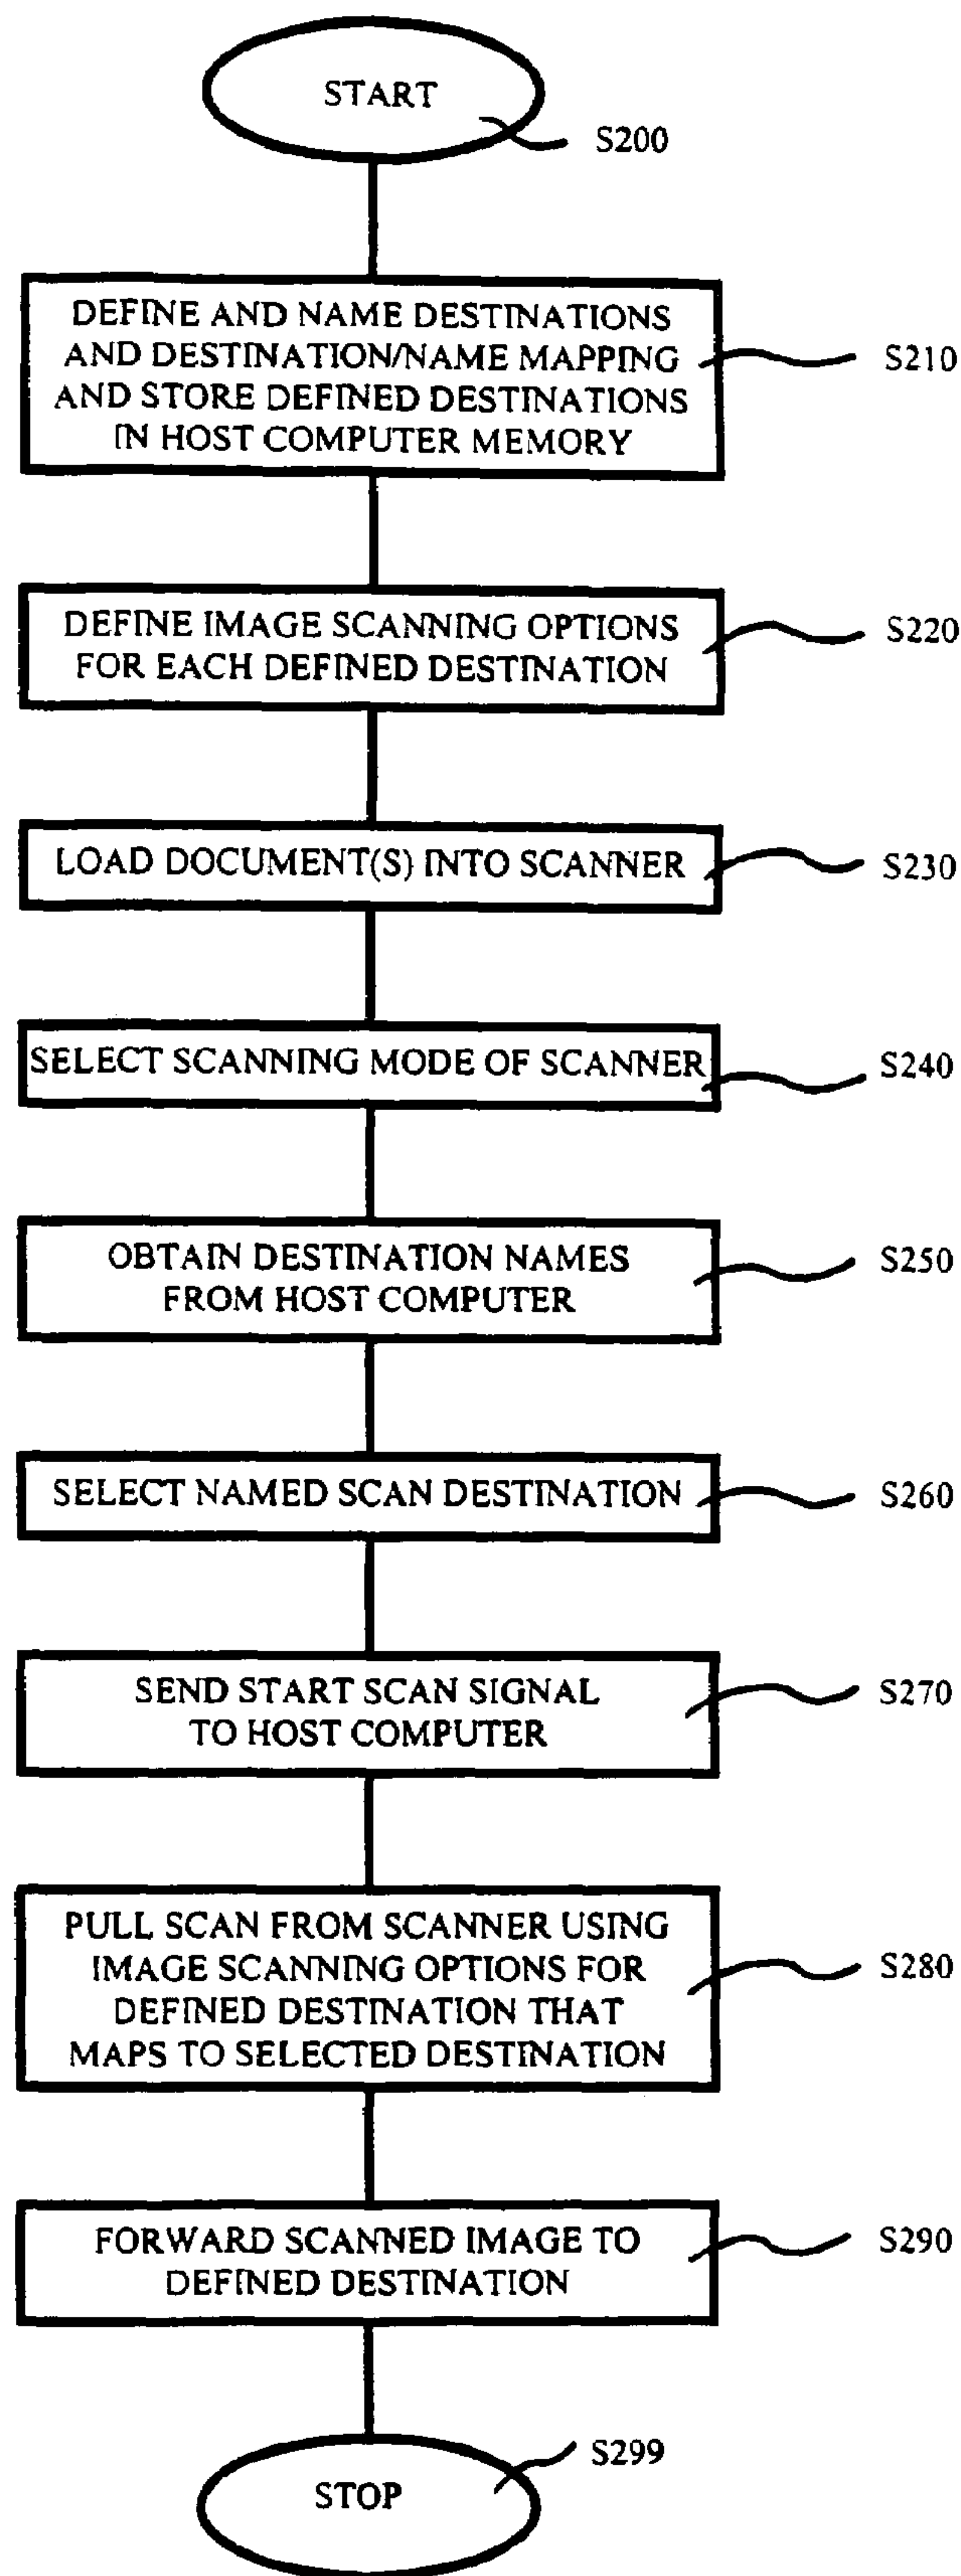 START
S200
DEFINE AND NAME DESTINATIONS
AND DESTINATION/NAME MAPPING
AND STORE DEFINED DESTINATIONS
IN HOST COMPUTER MEMORY
S210
DEFINE IMAGE SCANNING OPTIONS
FOR EACH DEFINED DESTINATION
S220
LOAD DOCUMENT(S) INTO SCANNER
S230
SELECT SCANNING MODE OF SCANNER
S240
OBTAIN DESTINATION NAMES
FROM HOST COMPUTER
S250
SELECT NAMED SCAN DESTINATION
S260
SEND START SCAN SIGNAL
TO HOST COMPUTER
S270
PULL SCAN FROM SCANNER USING
IMAGE SCANNING OPTIONS FOR
DEFINED DESTINATION THAT
MAPS TO SELECTED DESTINATION
S280
FORWARD SCANNED IMAGE TO
DEFINED DESTINATION
S290
STOP
S299